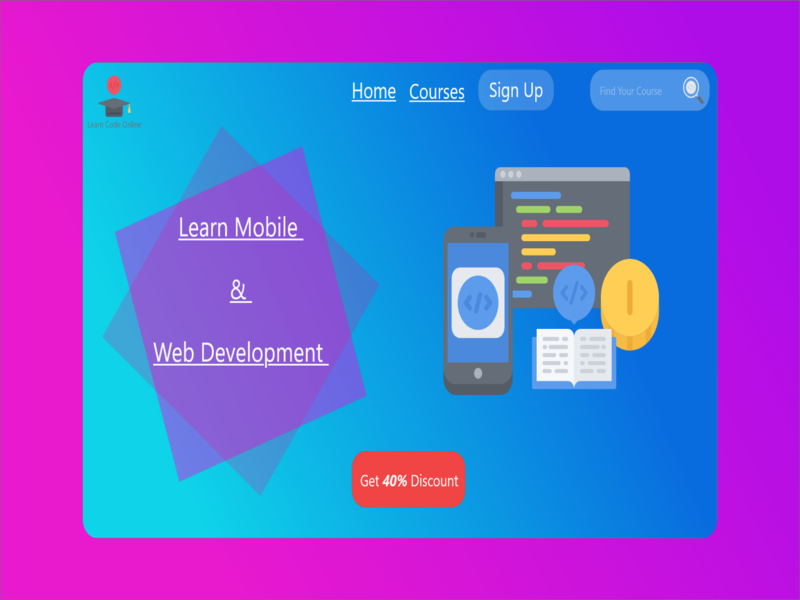 Home Courses Sign Up Find Your Course
Learn Code Online
Learn Mobile
&
Web Development
</>
</>
Get 40% Discount